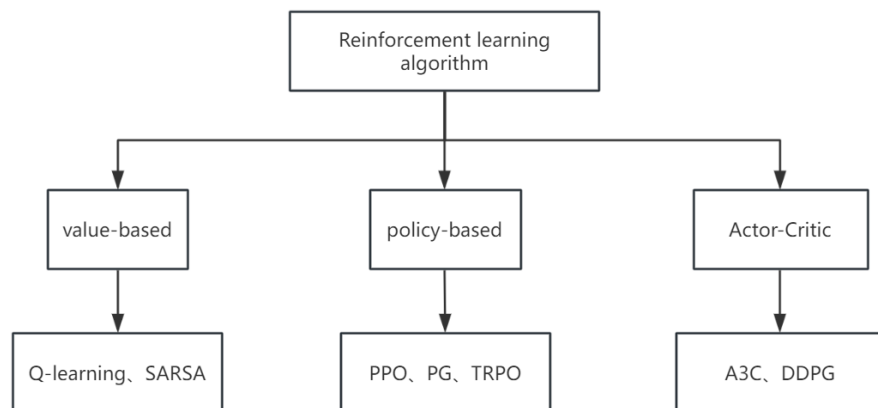 Reinforcement learning
algorithm
value-based
policy-based
Actor-Critic
Q-learning、SARSA
PPO、PG、TRPO
A3C、DDPG